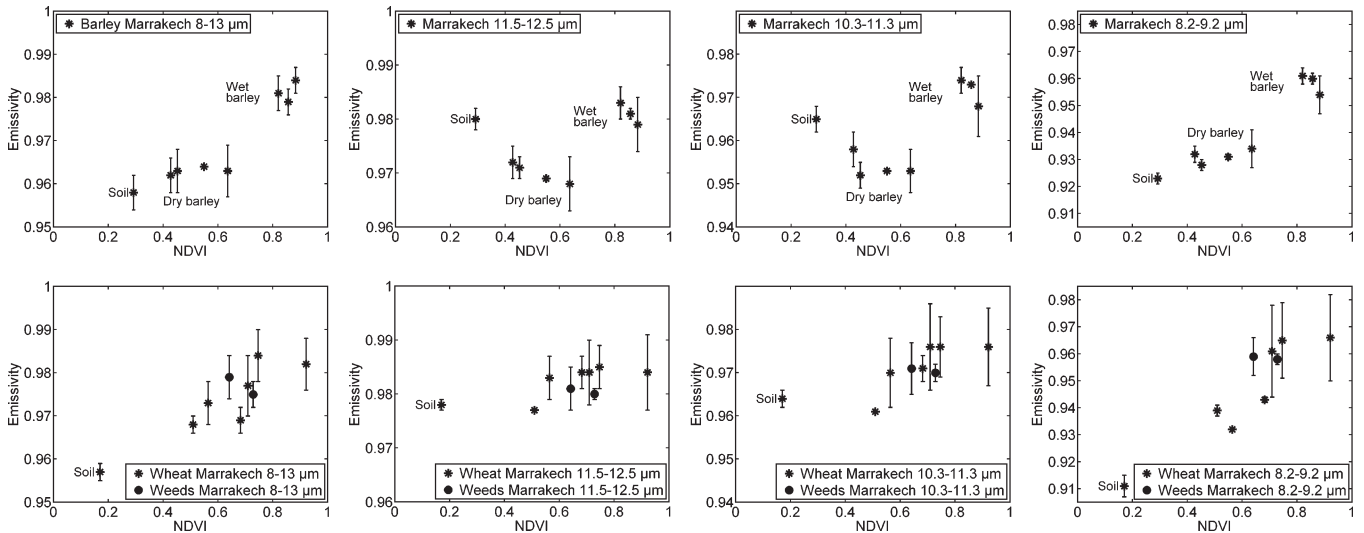 Barley Marrakech 8-13 µm
Emissivity
1
0.99
0.98
0.97
0.96
0.95
Wet
barley
Soil
Dry barley
0 0.2 0.4 0.6 0.8 1
NDVI
Marrakech 11.5-12.5 µm
Emissivity
1
0.99
0.98
0.97
0.96
Soil
Wet
barley
Dry barley
0 0.2 0.4 0.6 0.8 1
NDVI
Marrakech 10.3-11.3 µm
Emissivity
0.98
0.97
0.96
0.95
0.94
Soil
Wet
barley
Dry barley
0 0.2 0.4 0.6 0.8 1
NDVI
Marrakech 8.2-9.2 µm
Emissivity
0.98
0.96
0.95
0.94
0.93
0.92
0.91
Wet
barley
Dry barley
Soil
0 0.2 0.4 0.6 0.8 1
NDVI
Emissivity
1
0.99
0.98
0.97
0.96
0.95
Soil
Wheat Marrakech 8-13 µm
Weeds Marrakech 8-13 µm
0 0.2 0.4 0.6 0.8 1
NDVI
Emissivity
1
0.99
0.98
0.97
0.96
Soil
Wheat Marrakech 11.5-12.5 µm
Weeds Marrakech 11.5-12.5 µm
0 0.2 0.4 0.6 0.8 1
NDVI
Emissivity
0.98
0.97
0.96
0.95
0.94
Soil
Wheat Marrakech 10.3-11.3 µm
Weeds Marrakech 10.3-11.3 µm
0 0.2 0.4 0.6 0.8 1
NDVI
Emissivity
0.98
0.97
0.96
0.95
0.94
0.93
0.92
0.91
Soil
Wheat Marrakech 8.2-9.2 µm
Weeds Marrakech 8.2-9.2 µm
0 0.2 0.4 0.6 0.8 1
NDVI